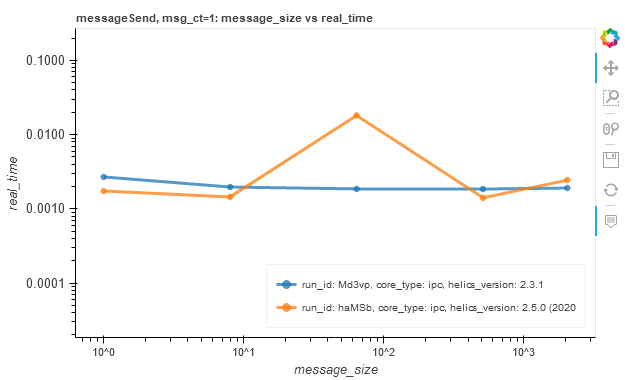 messageSend, msg_ct=1: message_size vs real_time
real_time
0.1000
0.0100
0.0010
0.0001
run_id: Md3vp, core_type: ipc, helics_version: 2.3.1
run_id: haMSb, core_type: ipc, helics_version: 2.5.0 (2020
10^0
10^1
10^2
10^3
message_size